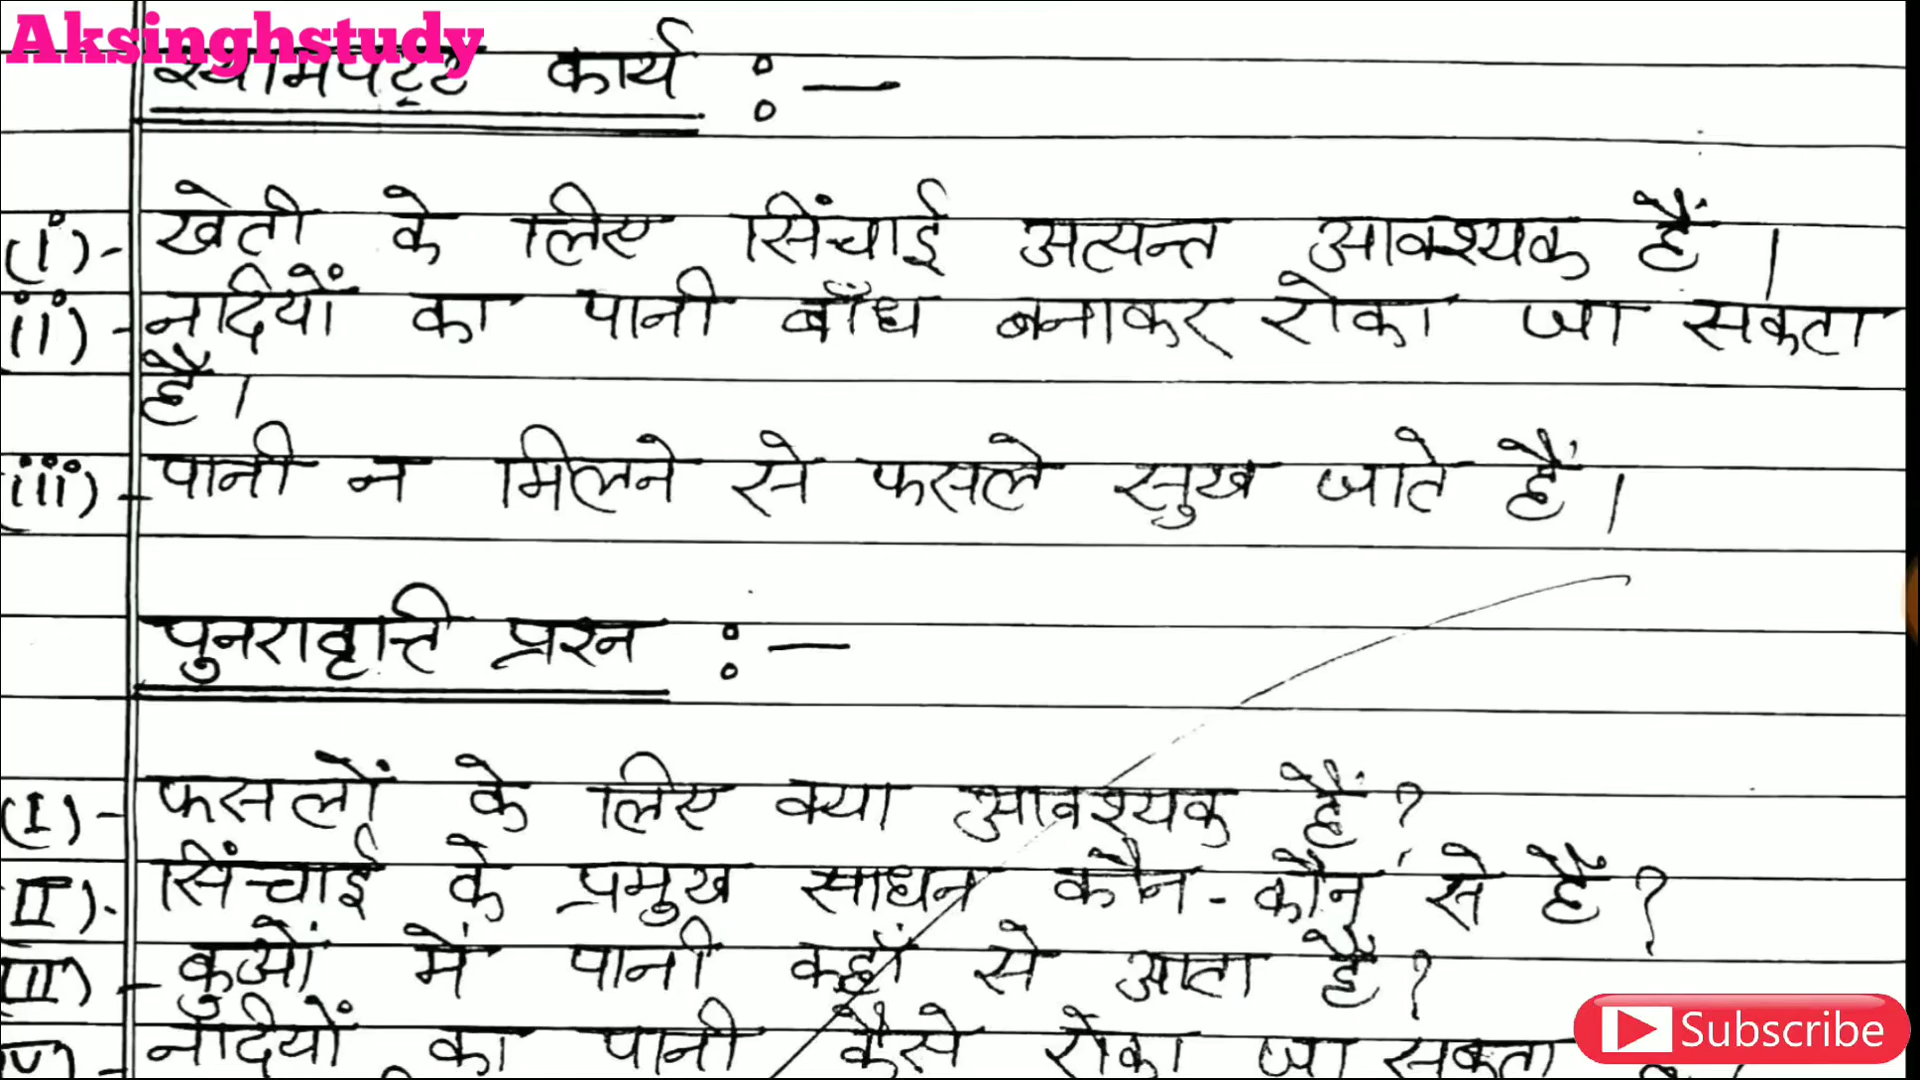 Aksinghstudy
श्यामपट्ट कार्य :-
(i)- खेती के लिए सिंचाई अत्यन्त आवश्यक हैं ।
(ii)- नदियों का पानी बाँध बनाकर रोका जा सकता
है।
(iii)- पानी न मिलने से फसले सुख जाते हैं।
पुनरावृत्ति प्रश्न :-
(I)- फसलों के लिए क्या आवश्यक हैं?
(II)- सिंचाई के प्रमुख साधन कौन-कौन से हैं?
(III)- कुओं में पानी कहाँ से आता हैं?
नदियों का पानी कैसे रोका जा सकता
Subscribe